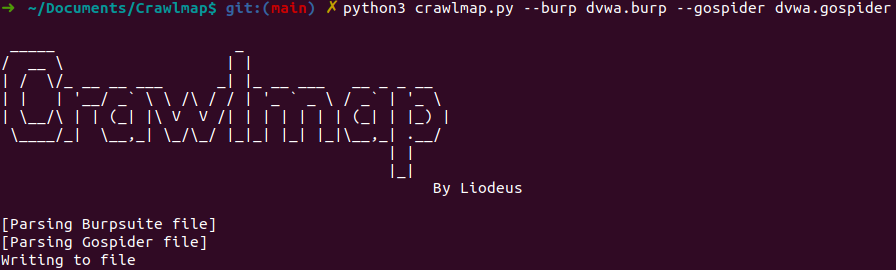 ➜ ~/Documents/Crawlmap$ git:(main) ✗ python3 crawlmap.py --burp dvwa.burp --gospider dvwa.gospider
Crawlmap
By Liodeus
[Parsing Burpsuite file]
[Parsing Gospider file]
Writing to file